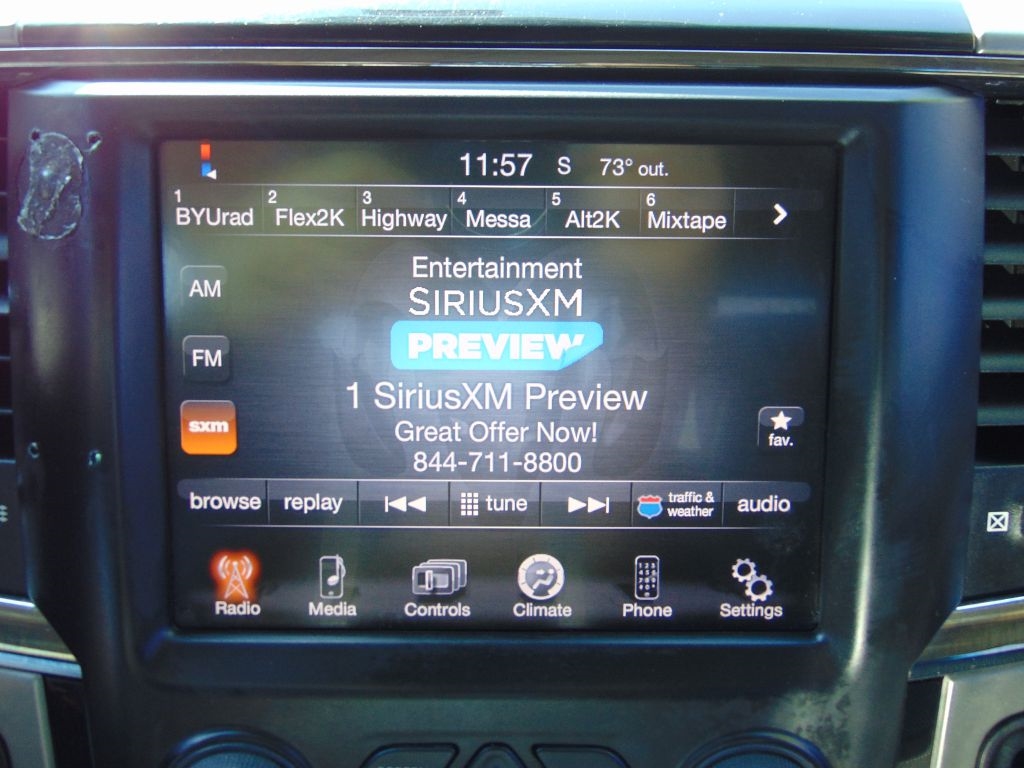 11:57 S 73° out.
1 2 3 4 5 6
BYUrad Flex2K Highway Messa Alt2K Mixtape
Entertainment
AM
SIRIUSXM
PREVIEW
FM
1 SiriusXM Preview
sxm
Great Offer Now!
fav.
844-711-8800
browse replay tune traffic & weather audio
Radio Media Controls Climate Phone Settings